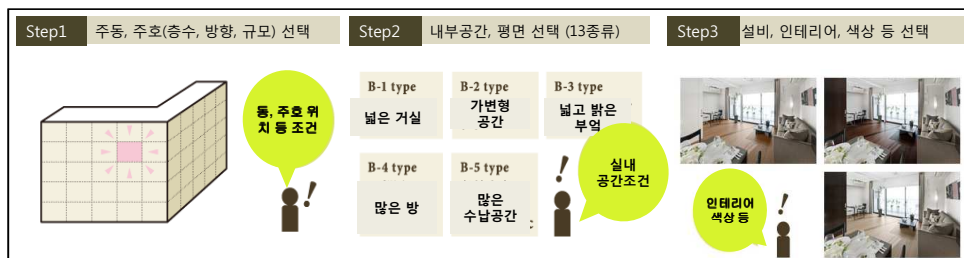 Step1 주동, 주호(층수, 방향, 규모) 선택
동, 주호 위
치 등 조건
!
Step2 내부공간, 평면 선택 (13종류)
B-1 type
넓은 거실
B-2 type
가변형
공간
B-3 type
넓고 밝은
부엌
B-4 type
많은 방
B-5 type
많은
수납공간
!
실내
공간조건
Step3 설비, 인테리어, 색상 등 선택
인테리어
색상 등
!